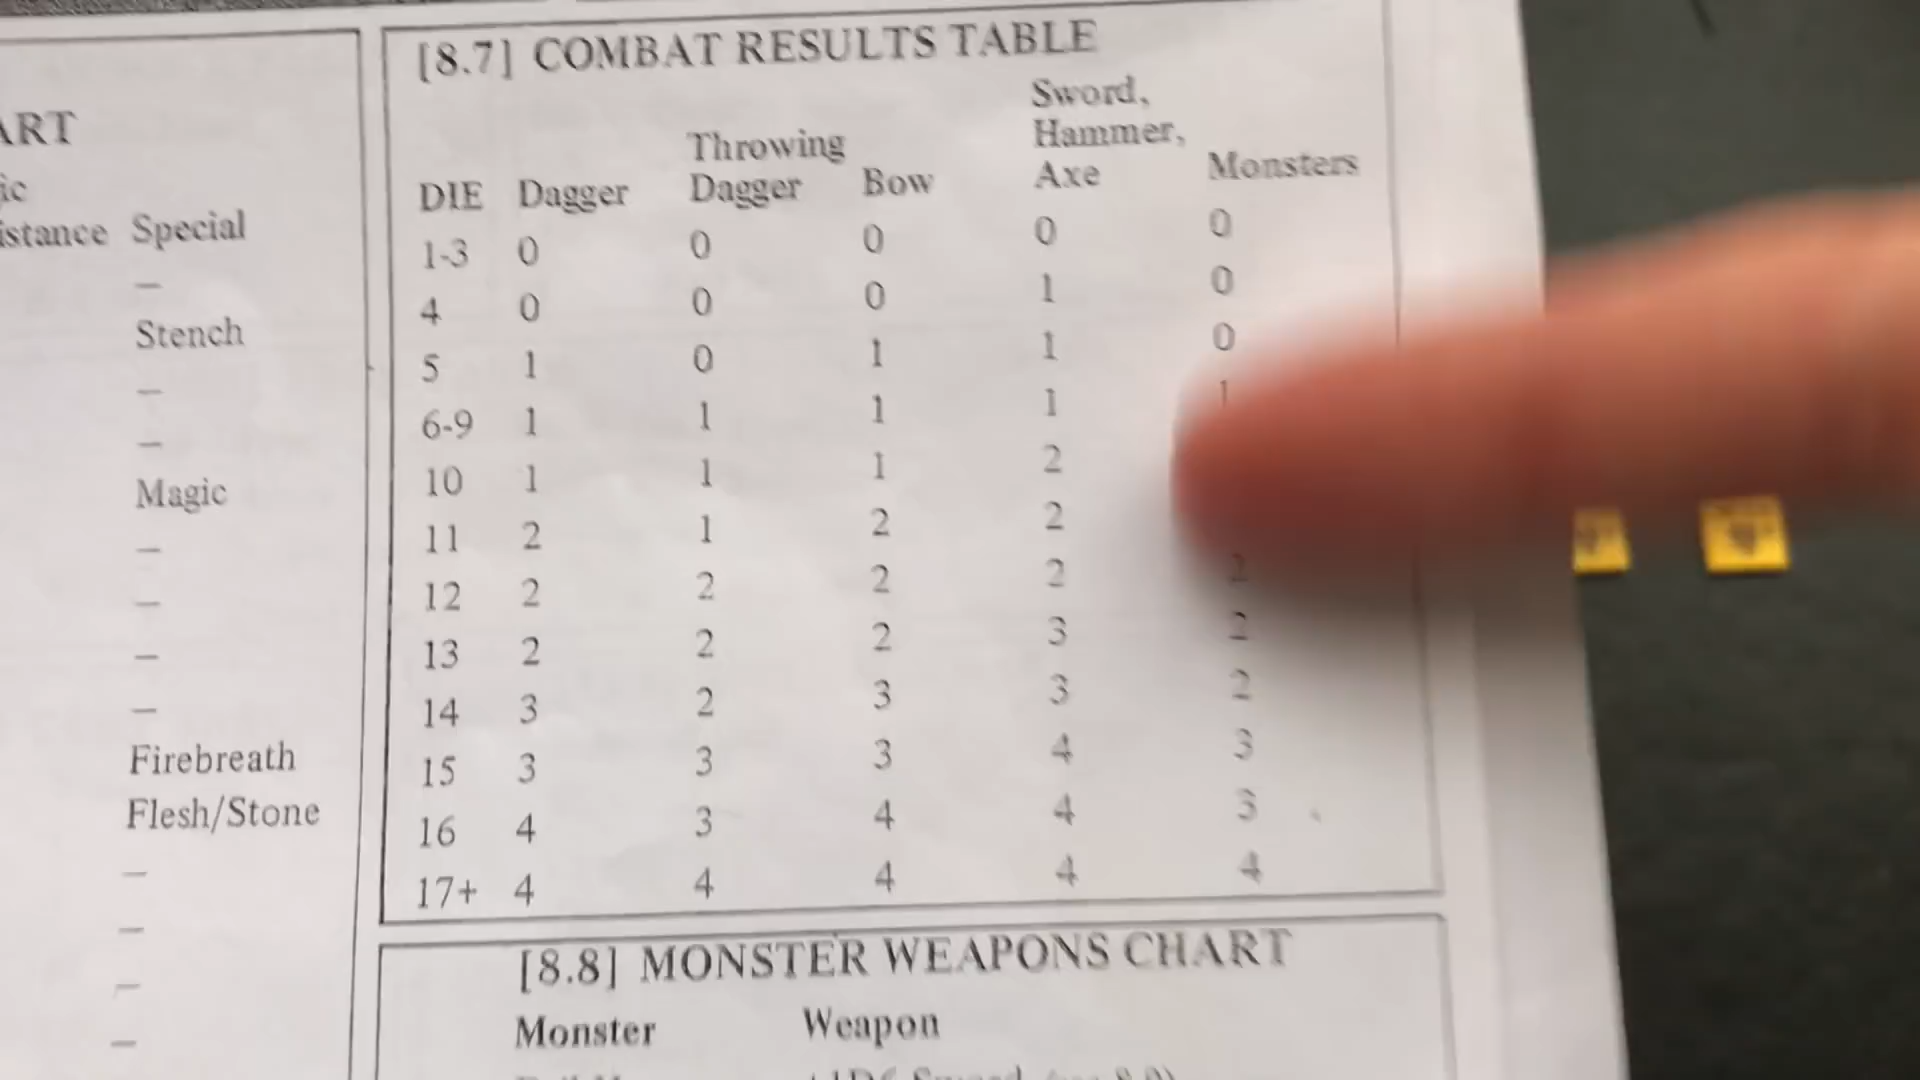 ART
ic
istance Special
–
Stench
–
–
Magic
–
–
–
–
Firebreath
Flesh/Stone
–
–
–
–
[8.7] COMBAT RESULTS TABLE
Sword,
Throwing Hammer,
DIE Dagger Dagger Bow Axe Monsters
1-3 0 0 0 0 0
4 0 0 0 1 0
5 1 0 1 1 0
6-9 1 1 1 1 1
10 1 1 1 2
11 2 1 2 2
12 2 2 2 2 2
13 2 2 2 3 2
14 3 2 3 3 2
15 3 3 3 4 3
16 4 3 4 4 3
17+ 4 4 4 4 4
[8.8] MONSTER WEAPONS CHART
Monster Weapon